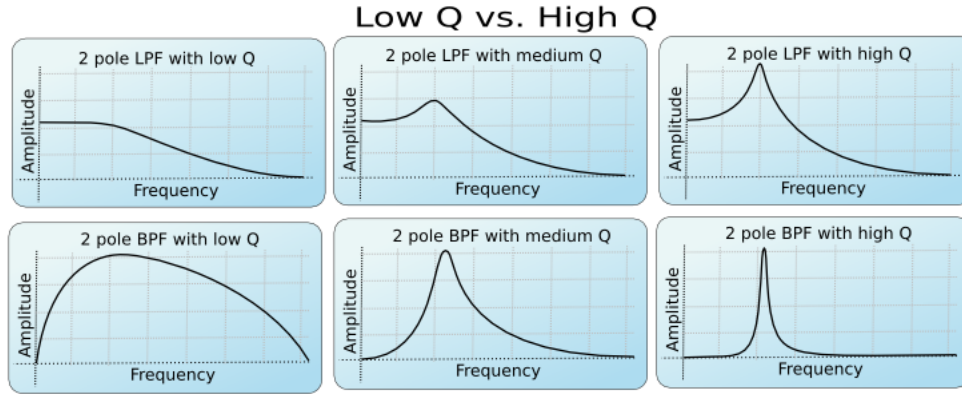 Low Q vs. High Q
2 pole LPF with low Q
Amplitude
Frequency
2 pole LPF with medium Q
Amplitude
Frequency
2 pole LPF with high Q
Amplitude
Frequency
2 pole BPF with low Q
Amplitude
Frequency
2 pole BPF with medium Q
Amplitude
Frequency
2 pole BPF with high Q
Amplitude
Frequency